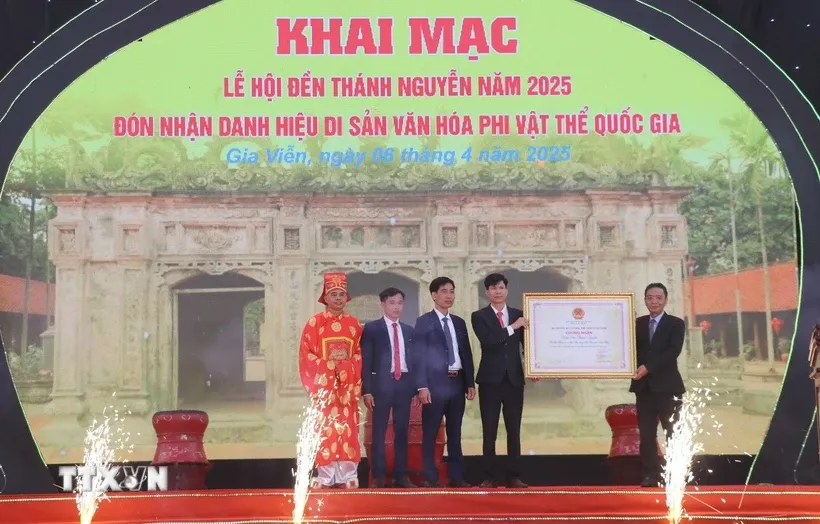 KHAI MẠC
LỄ HỘI ĐỀN THÁNH NGUYỄN NĂM 2025
ĐÓN NHẬN DANH HIỆU DI SẢN VĂN HÓA PHI VẬT THỂ QUỐC GIA
Gia Viễn, ngày 06 tháng 4 năm 2025
TTXVN